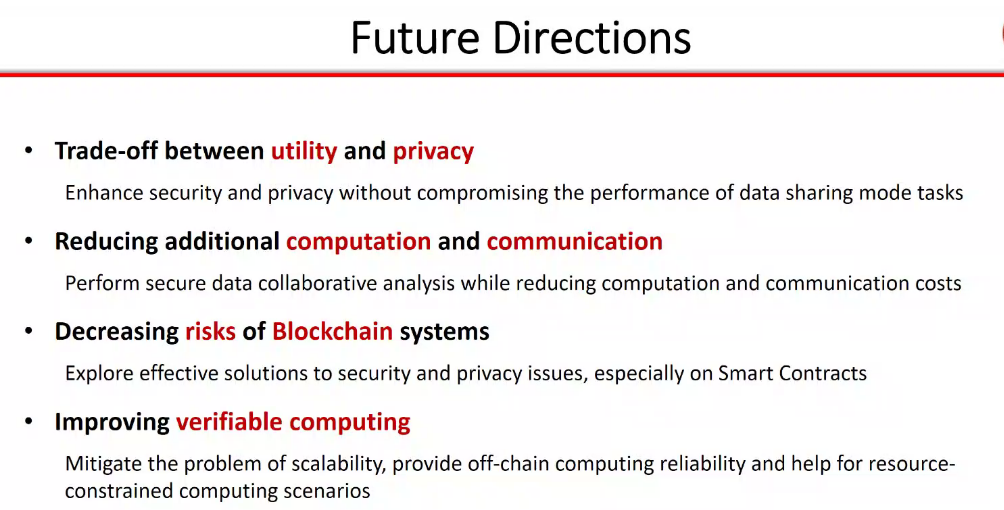 Future Directions
• Trade-off between utility and privacy
Enhance security and privacy without compromising the performance of data sharing mode tasks
• Reducing additional computation and communication
Perform secure data collaborative analysis while reducing computation and communication costs
• Decreasing risks of Blockchain systems
Explore effective solutions to security and privacy issues, especially on Smart Contracts
• Improving verifiable computing
Mitigate the problem of scalability, provide off-chain computing reliability and help for resource-
constrained computing scenarios